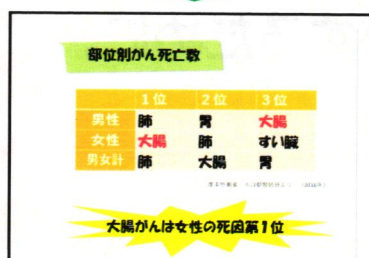 部位別がん死亡数
1位 2位 3位
男性 肺 胃 大腸
女性 大腸 肺 すい臓
男女計 肺 大腸 胃
大腸がんは女性の死因第1位